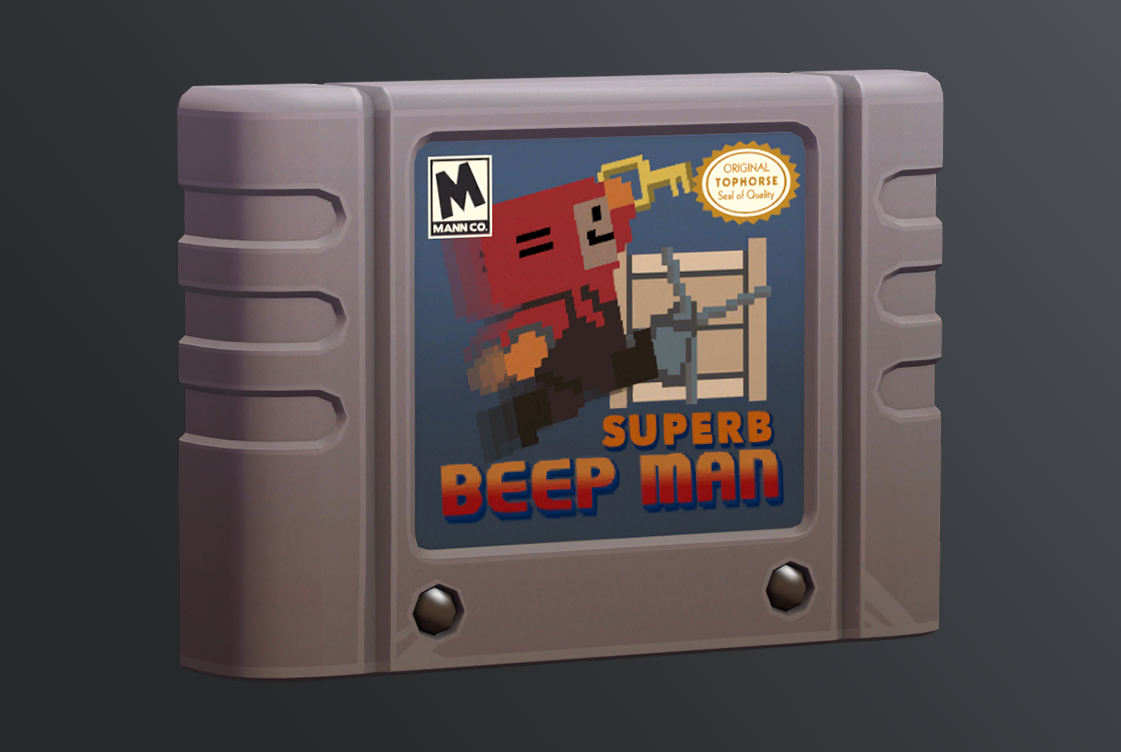 M
MANN CO.
ORIGINAL
TOPHORSE
Seal of Quality
SUPERB
BEEP MAN